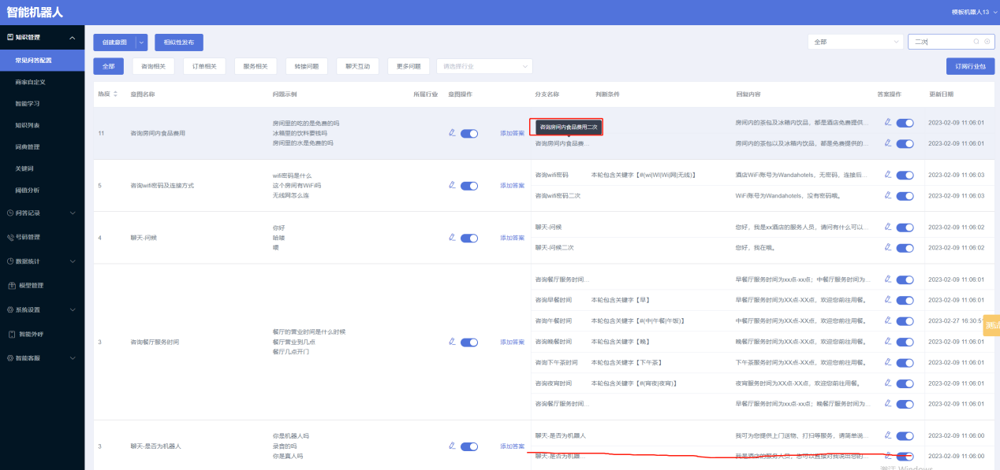 智能机器人
模板机器人13
知识管理
常见问答配置
商家自定义
智能学习
知识列表
词典管理
关键词
阈值分析
问答记录
号码管理
数据统计
模型管理
系统设置
智能外呼
智能客服
创建意图
相似性发布
全部
二次
全部
咨询相关
订单相关
服务相关
转接问题
聊天互动
更多问题
请选择行业
订阅行业包
热度 意图名称 问题示例 所属行业 意图操作 分支名称 判断条件 回复内容 答案操作 更新日期
11 咨询房间内食品费用
房间里的吃的是免费的吗
冰箱里的饮料要钱吗
房间里的水是免费的吗
添加答案
咨询房间内食品费用二次
房间内的茶包及冰箱内饮品，都是酒店免费提供... 2023-02-09 11:06:01
咨询房间内食品费... 房间内的茶包以及冰箱内饮品，都是免费提供的... 2023-02-09 11:06:01
5 咨询wifi密码及连接方式
wifi密码是什么
这个房间有WiFi吗
无线网怎么连
添加答案
咨询wifi密码 本轮包含关键字【#(wi|WI|Wi|网|无线)】 酒店WiFi账号为Wandahotels，无密码，连接后... 2023-02-09 11:06:03
咨询wifi密码二次 WiFi账号为Wandahotels，没有密码哦。 2023-02-09 11:06:03
4 聊天-问候
你好
哈喽
喂
添加答案
聊天-问候 您好，我是xx酒店的服务人员，请问有什么可以... 2023-02-09 11:06:02
聊天-问候二次 您好，我在哦。 2023-02-09 11:06:02
3 咨询餐厅服务时间
餐厅的营业时间是什么时候
餐厅营业到几点
餐厅几点开门
添加答案
咨询餐厅服务时间... 早餐厅服务时间为xx点-xx点；中餐厅服务时间为... 2023-02-09 11:06:01
咨询早餐时间 本轮包含关键字【早】 早餐厅服务时间为XX点-XX点，欢迎您前往用餐。 2023-02-09 11:06:01
咨询午餐时间 本轮包含关键字【#(中|午餐|午饭)】 中餐厅服务时间为XX点-XX点，欢迎您前往用餐。 2023-02-27 16:30:5
测试
咨询晚餐时间 本轮包含关键字【晚】 晚餐厅服务时间为XX点-XX点，欢迎您前往用餐。 2023-02-09 11:06:01
咨询下午茶时间 本轮包含关键字【下午茶】 下午茶服务时间为XX点-XX点，欢迎您前往用餐。 2023-02-09 11:06:01
咨询夜宵时间 本轮包含关键字【#(宵夜|夜宵)】 夜宵服务时间为XX点-XX点，欢迎您前往用餐。 2023-02-09 11:06:01
咨询餐厅服务时间... 早餐厅服务时间为xx点-xx点；晚餐厅服务时间为... 2023-02-09 11:06:01
3 聊天-是否为机器人
你是机器人吗
录音的吗
你是真人吗
添加答案
聊天-是否为机器人 我可为您提供上门送物、打扫等服务，请简单说... 2023-02-09 11:06:00
聊天-是否为机器... 我是酒店的服务人员，您可以直接对我说出您的... 2023-02-09 11:06:00
激活 Windows